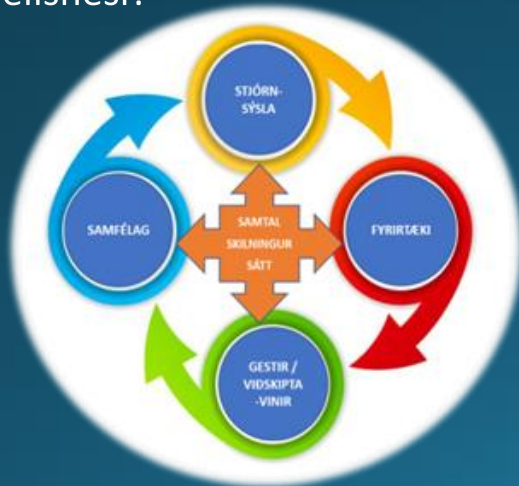 STJÓRN-
SÝSLA
SAMFÉLAG
SAMTAL
SKILNINGUR
SÁTT
FYRIRTÆKI
GESTIR /
VIÐSKIPTA
-VINIR